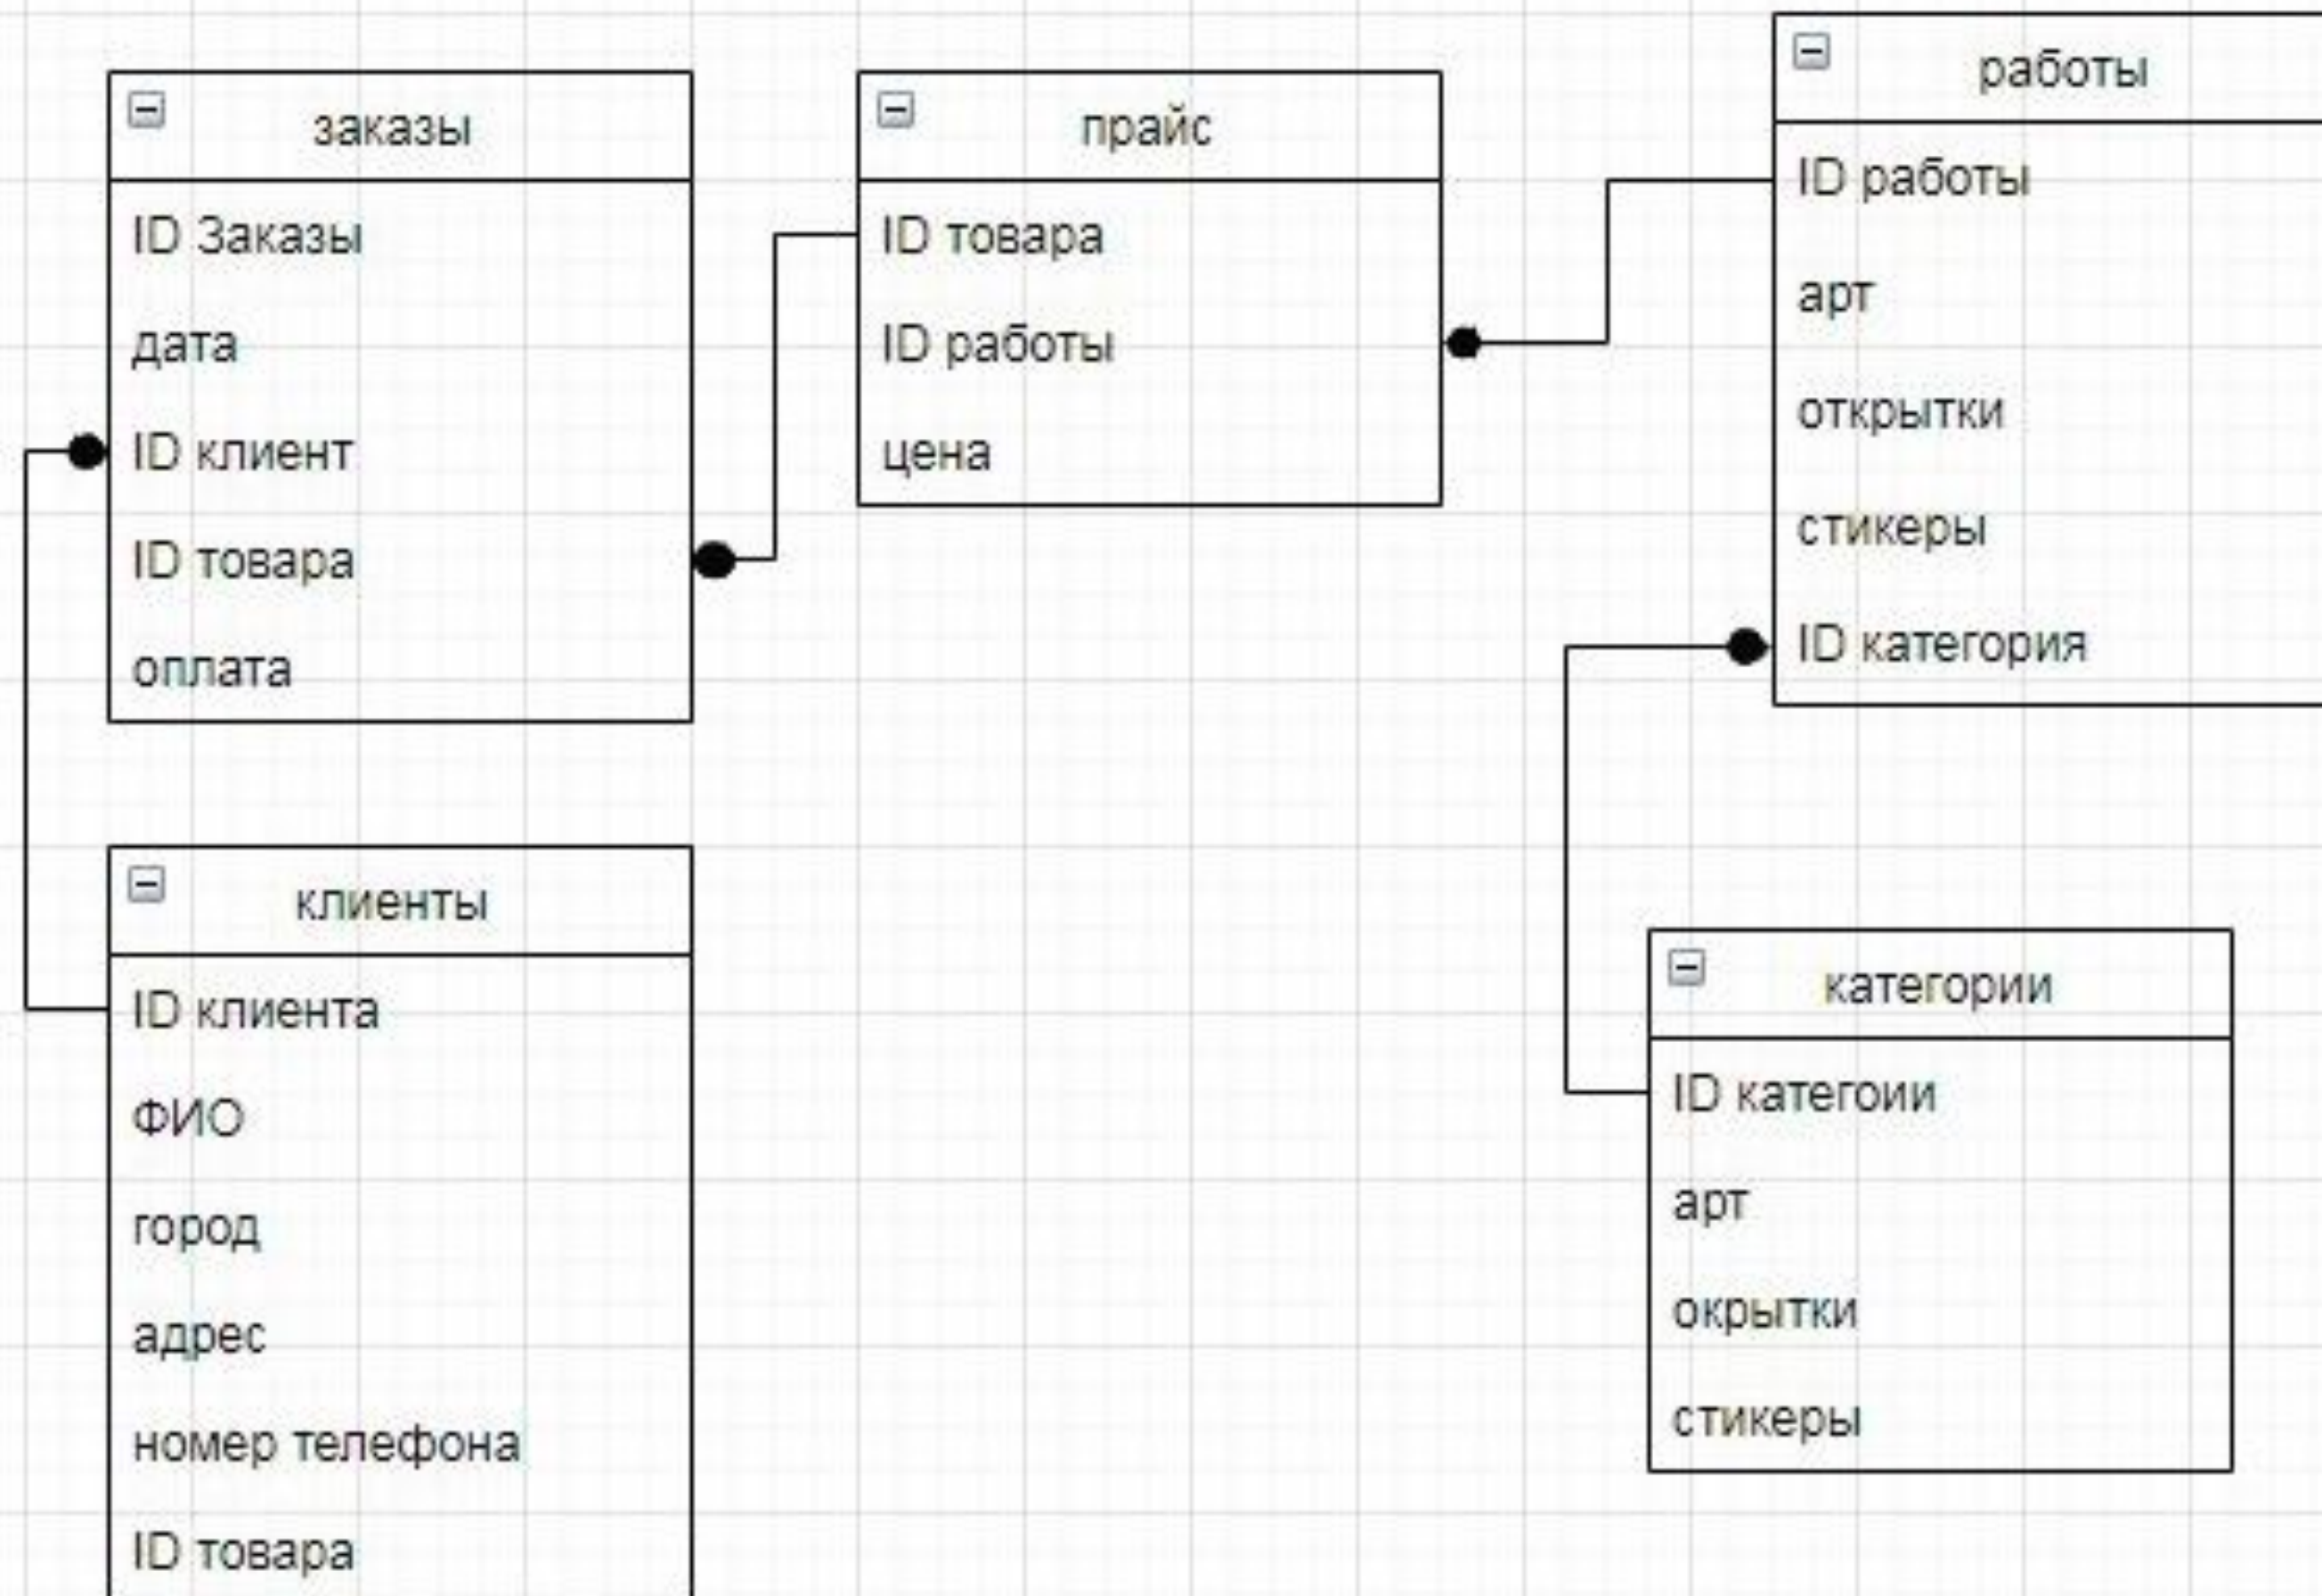 заказы
ID Заказы
дата
ID клиент
ID товара
оплата
прайс
ID товара
ID работы
цена
работы
ID работы
арт
открытки
стикеры
ID категория
клиенты
ID клиента
ФИО
город
адрес
номер телефона
ID товара
категории
ID категоии
арт
окрытки
стикеры